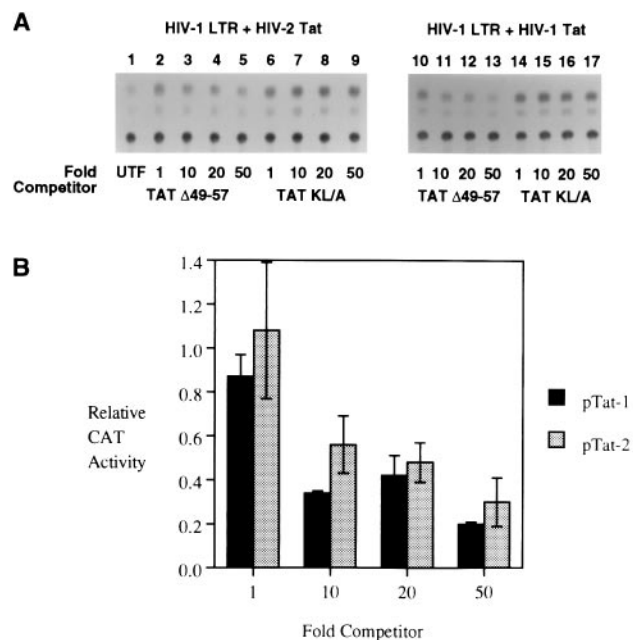 A
HIV-1 LTR + HIV-2 Tat
HIV-1 LTR + HIV-1 Tat
1 2 3 4 5 6 7 8 9
10 11 12 13 14 15 16 17
Fold
Competitor
UTF 1 10 20 50 1 10 20 50
1 10 20 50 1 10 20 50
TAT Δ49-57 TAT KL/A
TAT Δ49-57 TAT KL/A
B
1.4
1.2
1.0
0.8
0.6
0.4
0.2
0.0
Relative
CAT
Activity
pTat-1
pTat-2
1 10 20 50
Fold Competitor